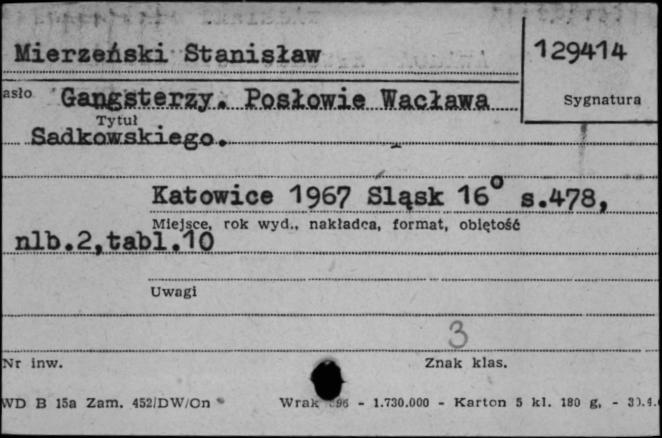 Mierzeński Stanisław
129414
asło Gangsterzy. Posłowie Wacława
Sygnatura
Tytuł
Sadkowskiego.
Katowice 1967 Śląsk 16° s.478,
Miejsce, rok wyd., nakładca, format, objętość
nlb.2,tabl.10
Uwagi
3
Nr inw.
Znak klas.
WD B 15a Zam. 452/DW/On Wrak - 1.730.000 - Karton 5 kl. 180 g, -